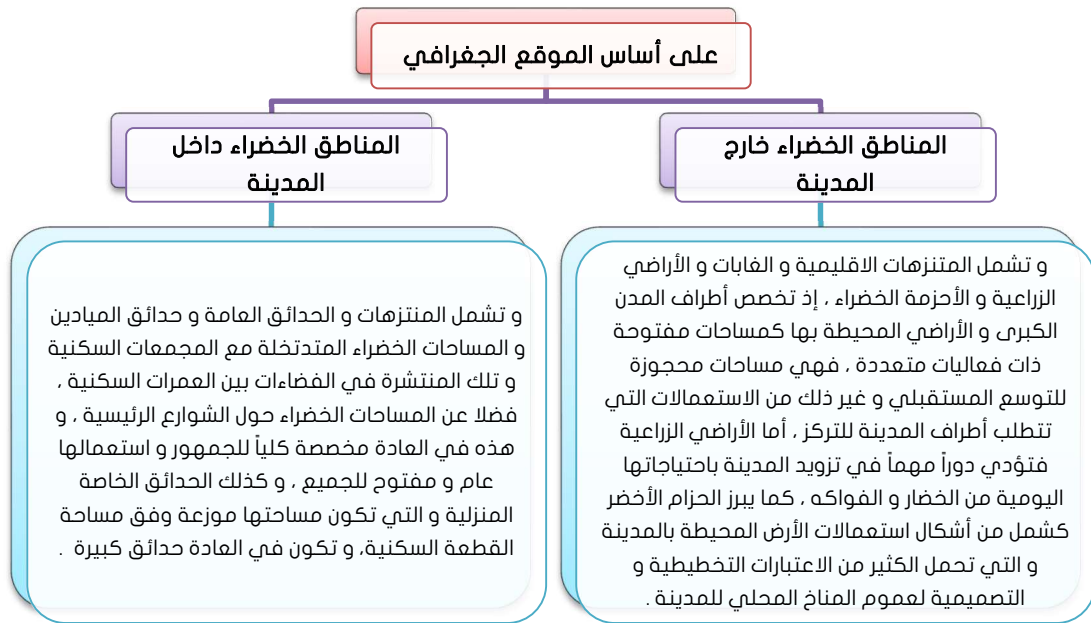 على أساس الموقع الجغرافي
المناطق الخضراء خارج
المدينة
و تشمل المتنزهات الاقليمية و الغابات و الأراضي
الزراعية و الأحزمة الخضراء ، إذ تخصص أطراف المدن
الكبرى و الأراضي المحيطة بها كمساحات مفتوحة
ذات فعاليات متعددة ، فهي مساحات محجوزة
للتوسع المستقبلي و غير ذلك من الاستعمالات التي
تتطلب أطراف المدينة للتركز ، أما الأراضي الزراعية
فتؤدي دوراً مهماً في تزويد المدينة باحتياجاتها
اليومية من الخضار و الفواكه ، كما يبرز الحزام الأخضر
كشمل من أشكال استعمالات الأرض المحيطة بالمدينة
و التي تحمل الكثير من الاعتبارات التخطيطية و
التصميمية لعموم المناخ المحلي للمدينة .
المناطق الخضراء داخل
المدينة
و تشمل المنتزهات و الحدائق العامة و حدائق الميادين
و المساحات الخضراء المتدتخلة مع المجمعات السكنية
و تلك المنتشرة في الفضاءات بين العمرات السكنية ،
فضلا عن المساحات الخضراء حول الشوارع الرئيسية ، و
هذه في العادة مخصصة كلياً للجمهور و استعمالها
عام و مفتوح للجميع ، و كذلك الحدائق الخاصة
المنزلية و التي تكون مساحتها موزعة وفق مساحة
القطعة السكنية، و تكون في العادة حدائق كبيرة .